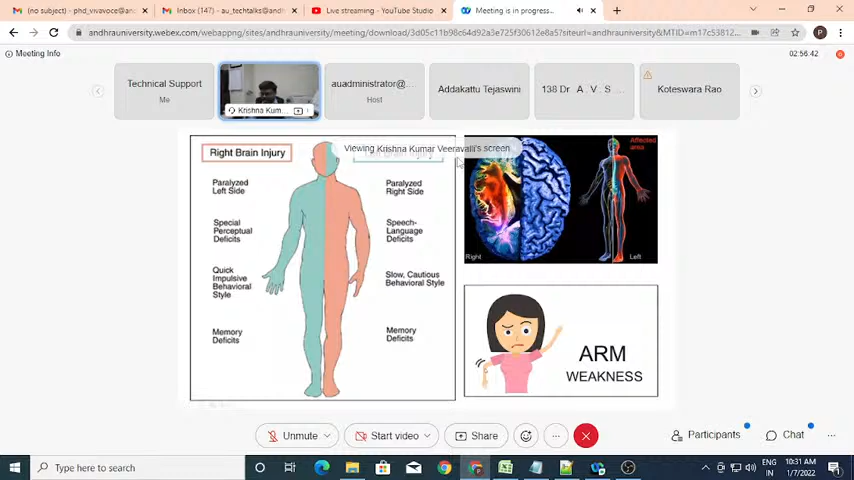 (no subject) - phd_vivavoce@an
Inbox (147) - au_techtalks@andh
Live streaming - YouTube Studio
Meeting is in progress...
andhrauniversity.webex.com/webappng/sites/andhrauniversity/meeting/download/3d05c11b98c64d92a3e725f30612e8a5?siteurl=andhrauniversity&MTID=m17c53812...
Meeting Info
02:56:42
Technical Support
Me
Krishna Kum...
auadministrator@...
Host
Addakattu Tejaswini
138 Dr . A . V . S ...
Koteswara Rao
Viewing Krishna Kumar Veeravalli's screen
Right Brain Injury
Paralyzed
Left Side
Special
Perceptual
Deficits
Quick
Impulsive
Behavioral
Style
Memory
Deficits
Left Brain Injury
Paralyzed
Right Side
Speech-
Language
Deficits
Slow, Cautious
Behavioral Style
Memory
Deficits
Affected
area
Right
Left
ARM
WEAKNESS
Unmute
Start video
Share
Participants
Chat
Type here to search
ENG
IN
10:31 AM
1/7/2022